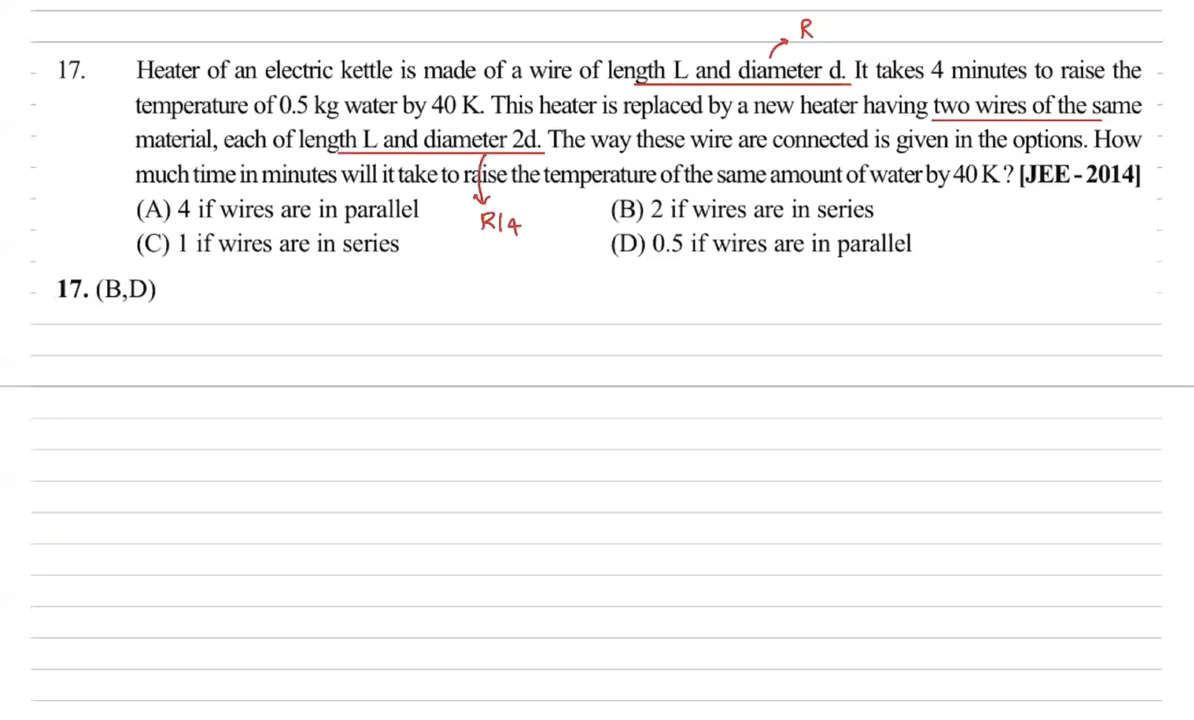 R
17. Heater of an electric kettle is made of a wire of length L and diameter d. It takes 4 minutes to raise the
temperature of 0.5 kg water by 40 K. This heater is replaced by a new heater having two wires of the same
material, each of length L and diameter 2d. The way these wire are connected is given in the options. How
much time in minutes will it take to raise the temperature of the same amount of water by 40 K ? [JEE - 2014]
(A) 4 if wires are in parallel (B) 2 if wires are in series
R/4
(C) 1 if wires are in series (D) 0.5 if wires are in parallel
17. (B,D)